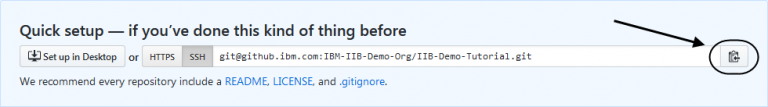 Quick setup — if you've done this kind of thing before
Set up in Desktop or HTTPS SSH git@github.ibm.com:IBM-IIB-Demo-Org/IIB-Demo-Tutorial.git
We recommend every repository include a README, LICENSE, and .gitignore.